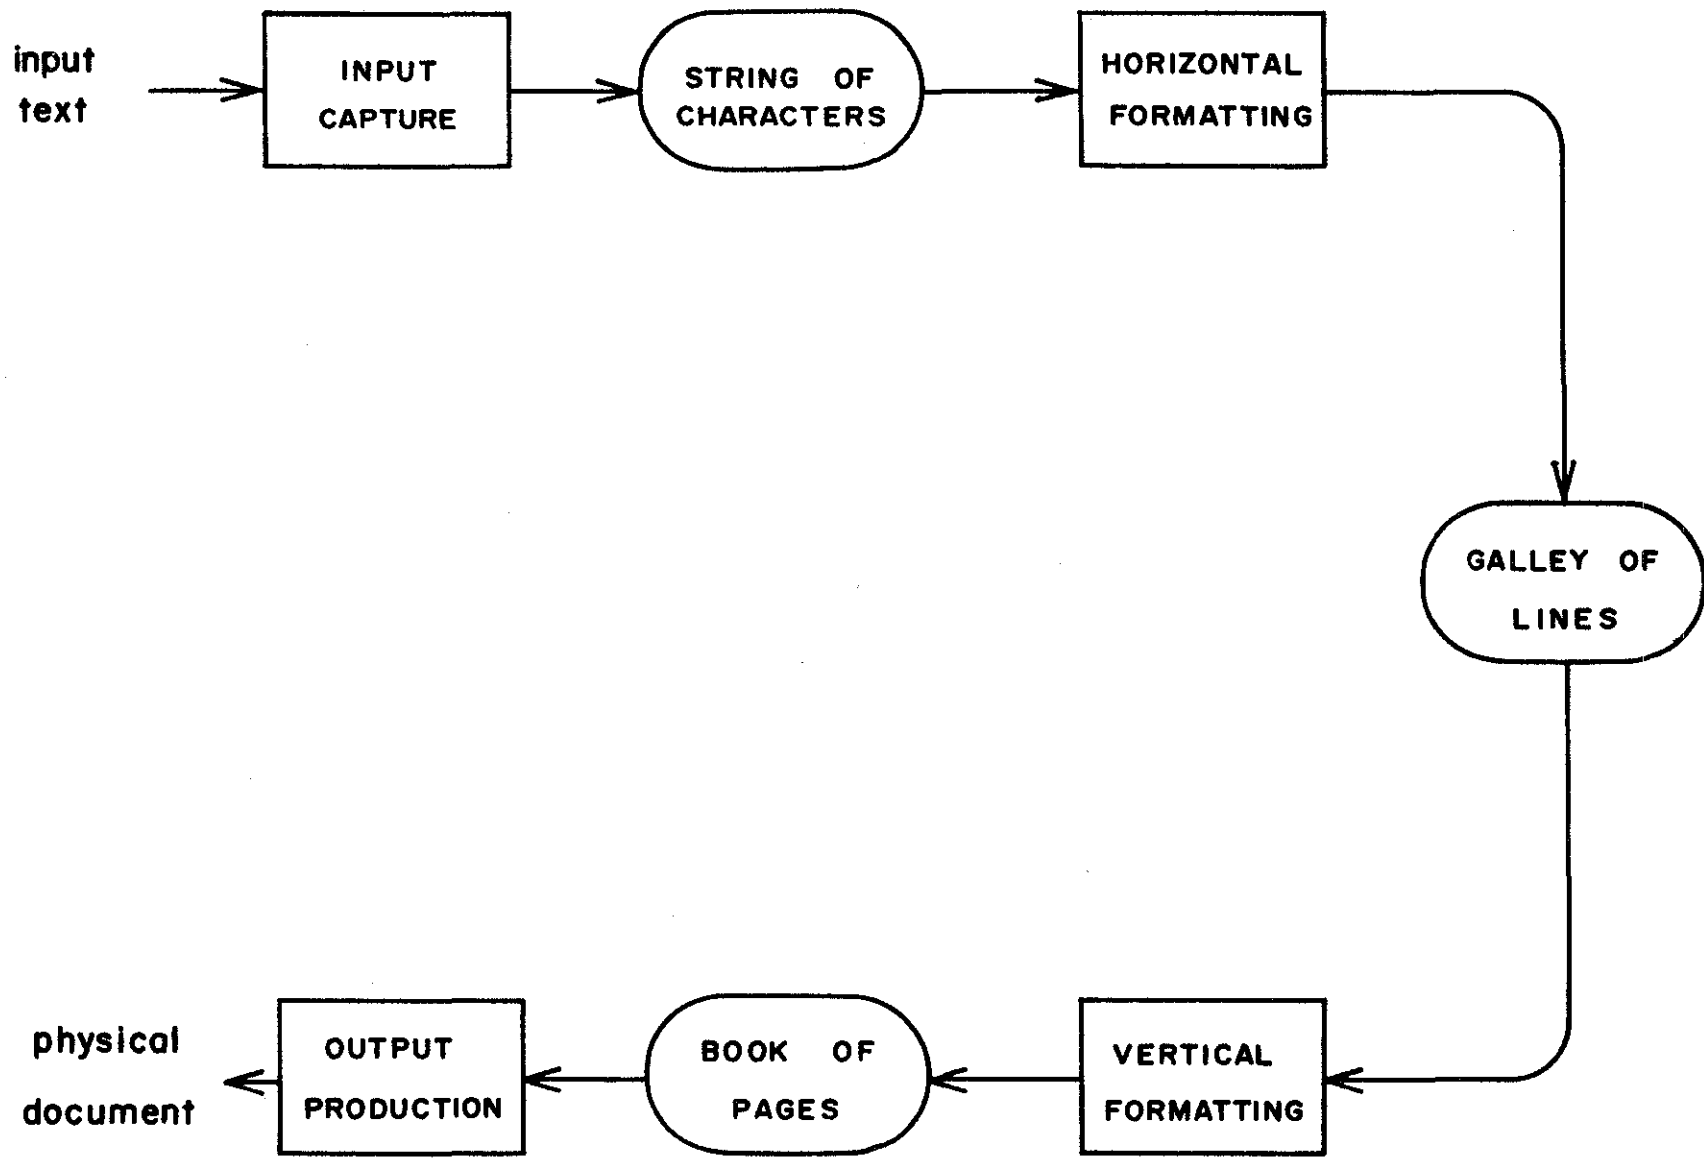 input
text
INPUT
CAPTURE
STRING OF
CHARACTERS
HORIZONTAL
FORMATTING
GALLEY OF
LINES
VERTICAL
FORMATTING
BOOK OF
PAGES
OUTPUT
PRODUCTION
physical
document